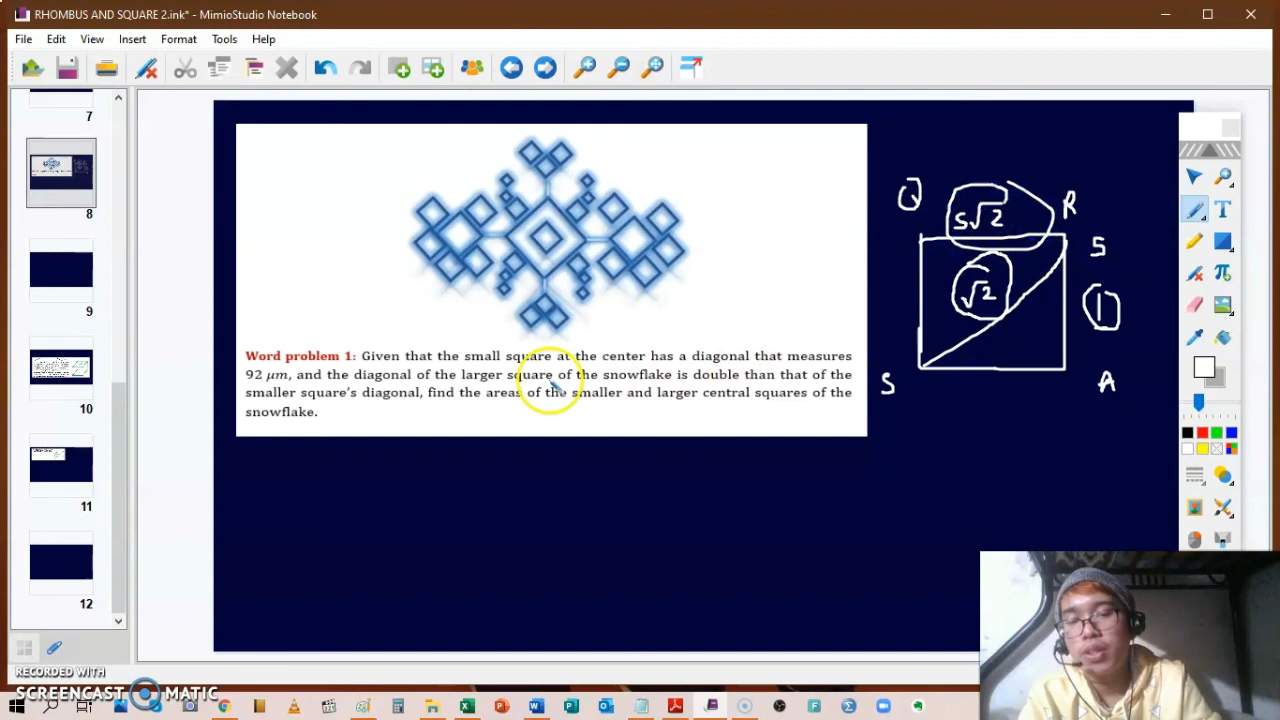 RHOMBUS AND SQUARE 2.ink* - MimioStudio Notebook
File Edit View Insert Format Tools Help
7
8
9
10
11
12
Q R
S√2
S
√2
1
S A
Word problem 1: Given that the small square at the center has a diagonal that measures
92 μm, and the diagonal of the larger square of the snowflake is double than that of the
smaller square's diagonal, find the areas of the smaller and larger central squares of the
snowflake.
RECORDED WITH
SCREENCAST MATIC